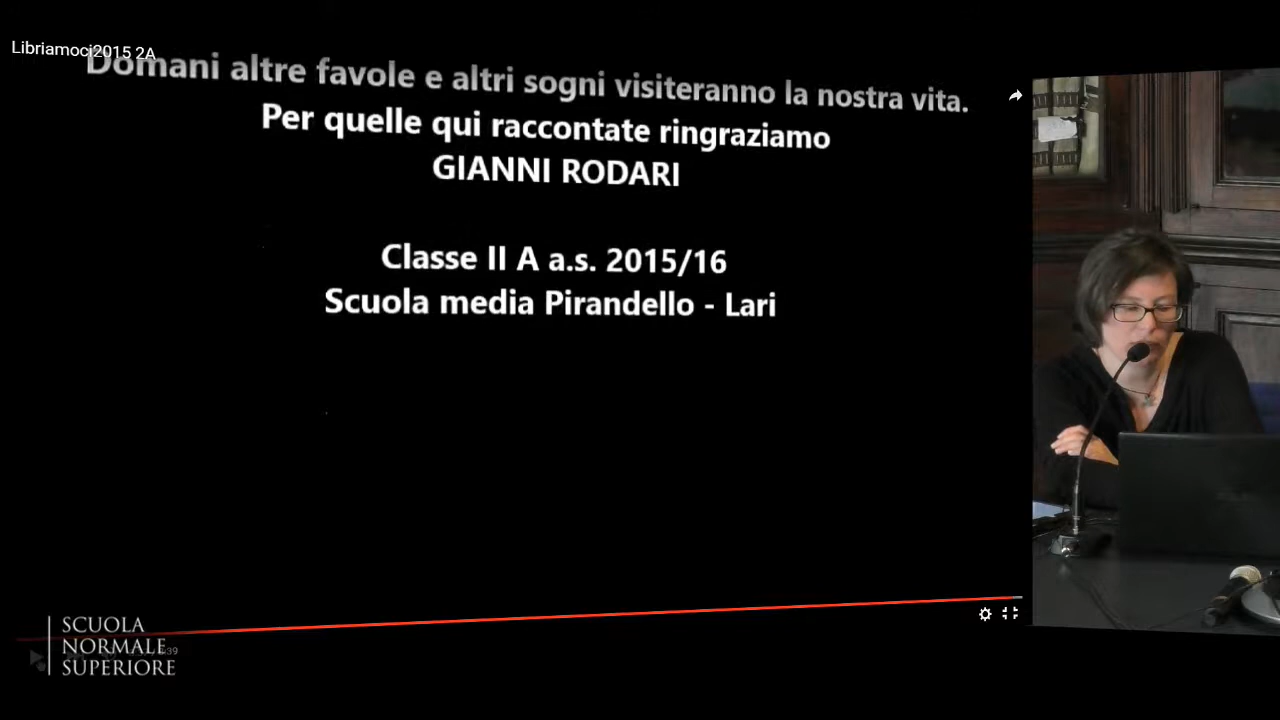 Libriamoci2015 2A
Domani altre favole e altri sogni visiteranno la nostra vita.
Per quelle qui raccontate ringraziamo
GIANNI RODARI
Classe II A a.s. 2015/16
Scuola media Pirandello - Lari
SCUOLA
NORMALE
SUPERIORE